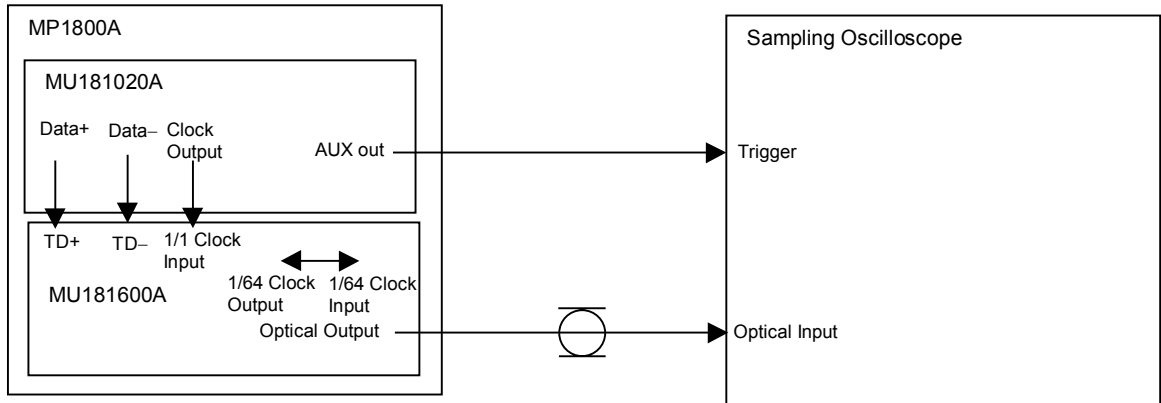 MP1800A
MU181020A
Data+
Data–
Clock
Output
AUX out
TD+
TD–
1/1 Clock
Input
1/64 Clock
Output
1/64 Clock
Input
MU181600A
Optical Output
Sampling Oscilloscope
Trigger
Optical Input